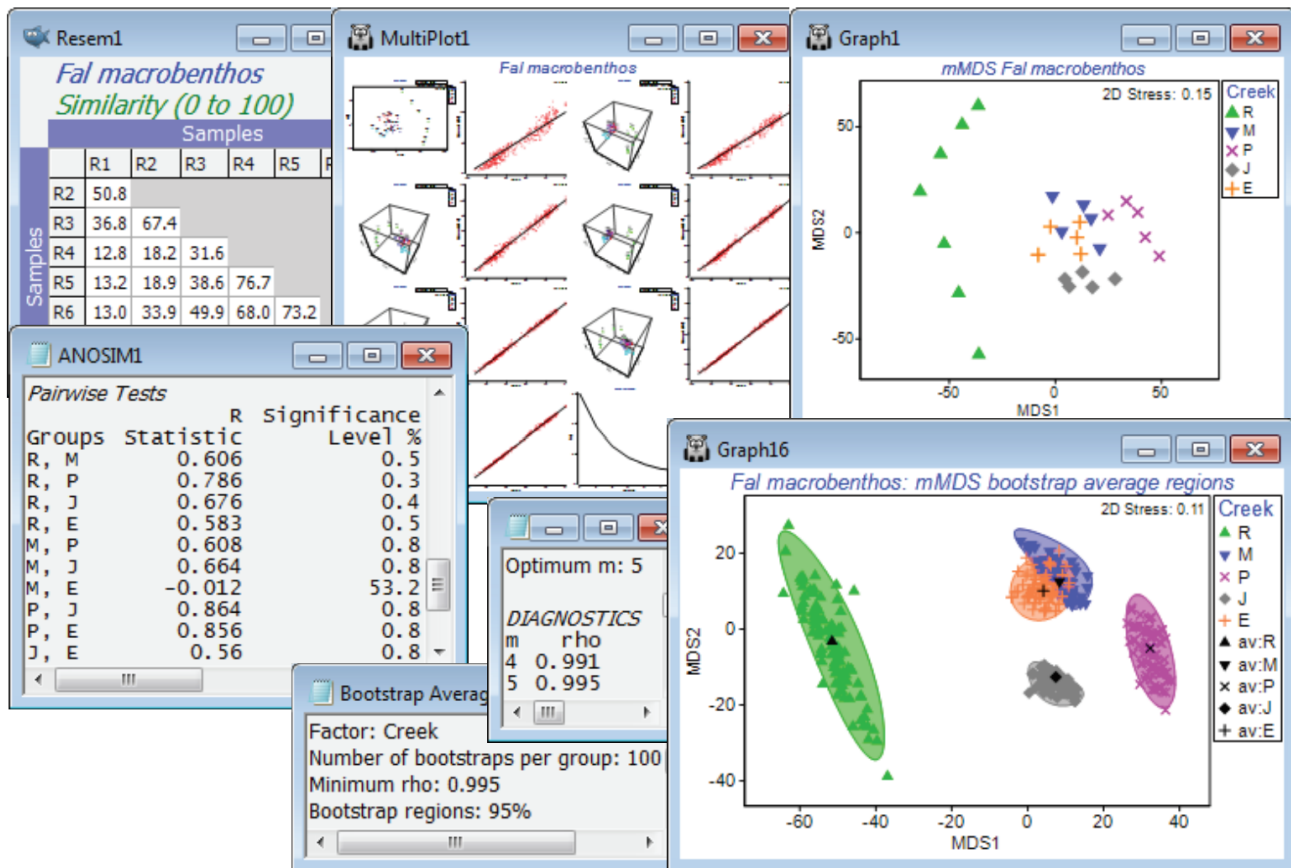 Resem1
Fal macrobenthos
Similarity (0 to 100)
Samples
R1 R2 R3 R4 R5
Samples
R2 50.8
R3 36.8 67.4
R4 12.8 18.2 31.6
R5 13.2 18.9 38.6 76.7
R6 13.0 33.9 49.9 68.0 73.2
MultiPlot1
Fal macrobenthos
Graph1
mMDS Fal macrobenthos
2D Stress: 0.15
Creek
R
M
P
J
E
MDS2
50
0
-50
-50 0 50
MDS1
ANOSIM1
Pairwise Tests
R Significance
Groups Statistic Level %
R, M 0.606 0.5
R, P 0.786 0.3
R, J 0.676 0.4
R, E 0.583 0.5
M, P 0.608 0.8
M, J 0.664 0.8
M, E -0.012 53.2
P, J 0.864 0.8
P, E 0.856 0.8
J, E 0.56 0.8
Optimum m: 5
DIAGNOSTICS
m rho
4 0.991
5 0.995
Bootstrap Averag
Factor: Creek
Number of bootstraps per group: 100
Minimum rho: 0.995
Bootstrap regions: 95%
Graph16
Fal macrobenthos: mMDS bootstrap average regions
2D Stress: 0.11
Creek
R
M
P
J
E
av:R
av:M
av:P
av:J
av:E
MDS2
20
0
-20
-40
-60 -40 -20 0 20 40
MDS1